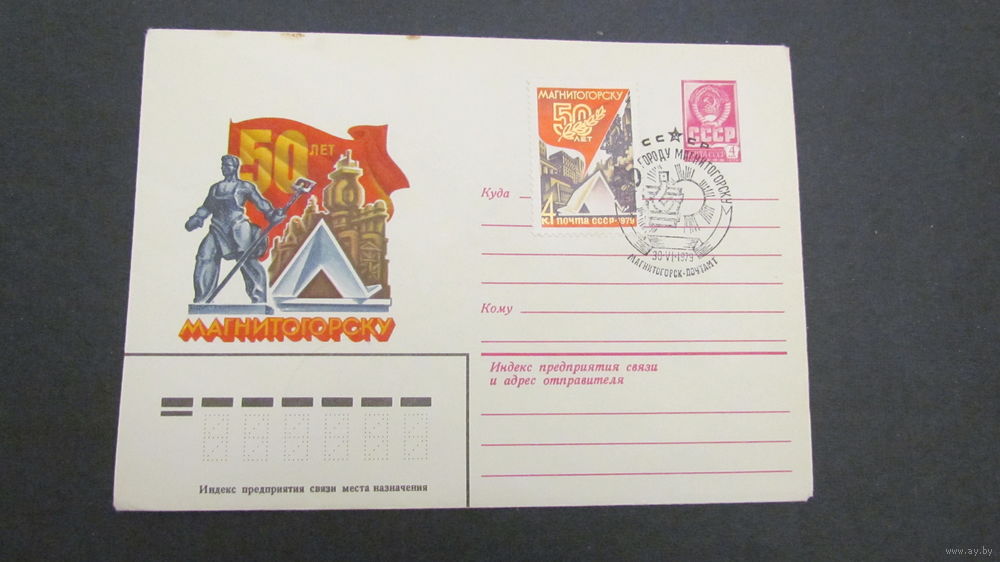 50 ЛЕТ
МАГНИТОГОРСКУ
МАГНИТОГОРСКУ
50
ЛЕТ
4 К ПОЧТА СССР·1979
СССР
4
СССР
ГОРОДУ МАГНИТОГОРСКУ
30·VI·1979
МАГНИТОГОРСК-ПОЧТАМТ
Куда
Кому
Индекс предприятия связи
и адрес отправителя
Индекс предприятия связи места назначения
www.ay.by